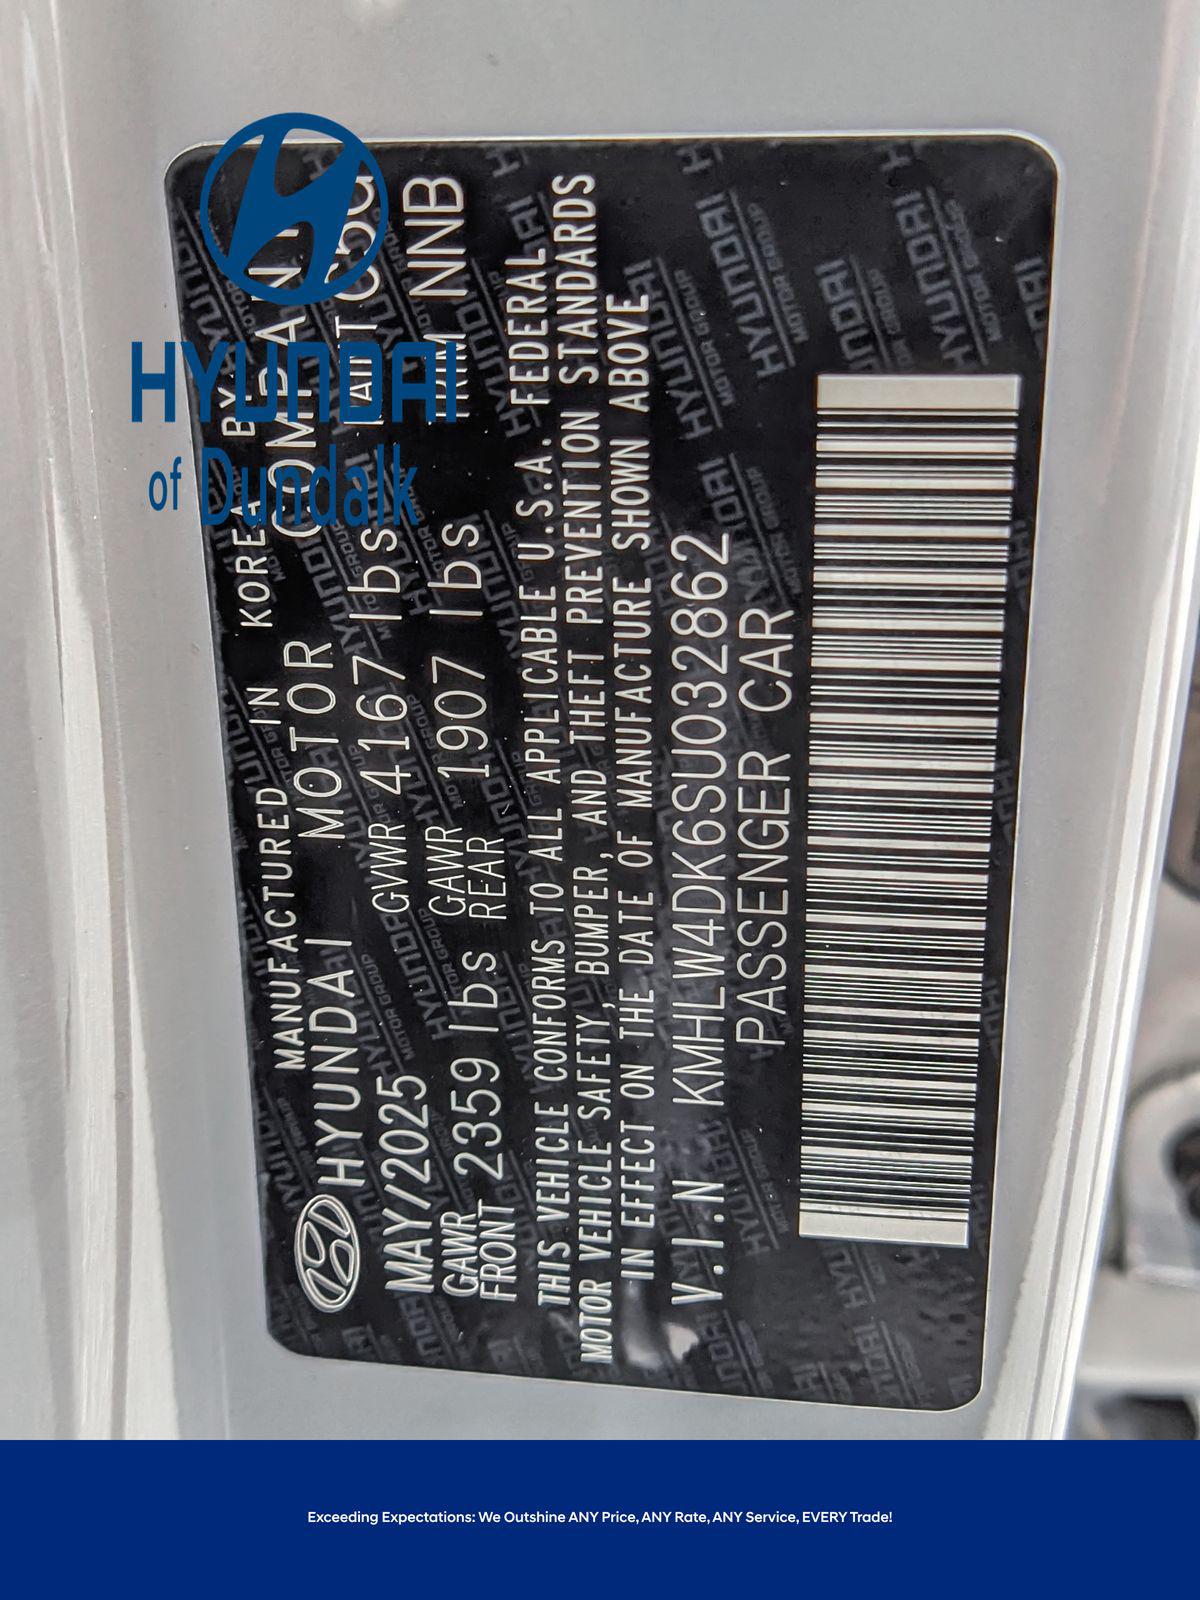 HYUNDAI
of Dundalk
MANUFACTURED IN KOREA BY
HYUNDAI MOTOR COMPANY
MAY/2025 GVWR 4167 lbs PAINT
GAWR FRONT 2359 lbs GAWR REAR 1907 lbs TRIM NNB
THIS VEHICLE CONFORMS TO ALL APPLICABLE U.S.A. FEDERAL
MOTOR VEHICLE SAFETY, BUMPER, AND THEFT PREVENTION STANDARDS
IN EFFECT ON THE DATE OF MANUFACTURE SHOWN ABOVE
V.I.N KMHLW4DK6SU032862
PASSENGER CAR
Exceeding Expectations: We Outshine ANY Price, ANY Rate, ANY Service, EVERY Trade!